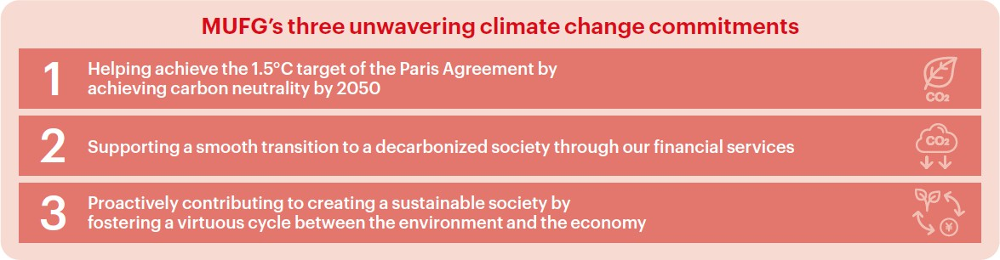 MUFG's three unwavering climate change commitments
1
Helping achieve the 1.5°C target of the Paris Agreement by
achieving carbon neutrality by 2050
CO₂
2
Supporting a smooth transition to a decarbonized society through our financial services
CO₂
3
Proactively contributing to creating a sustainable society by
fostering a virtuous cycle between the environment and the economy
¥